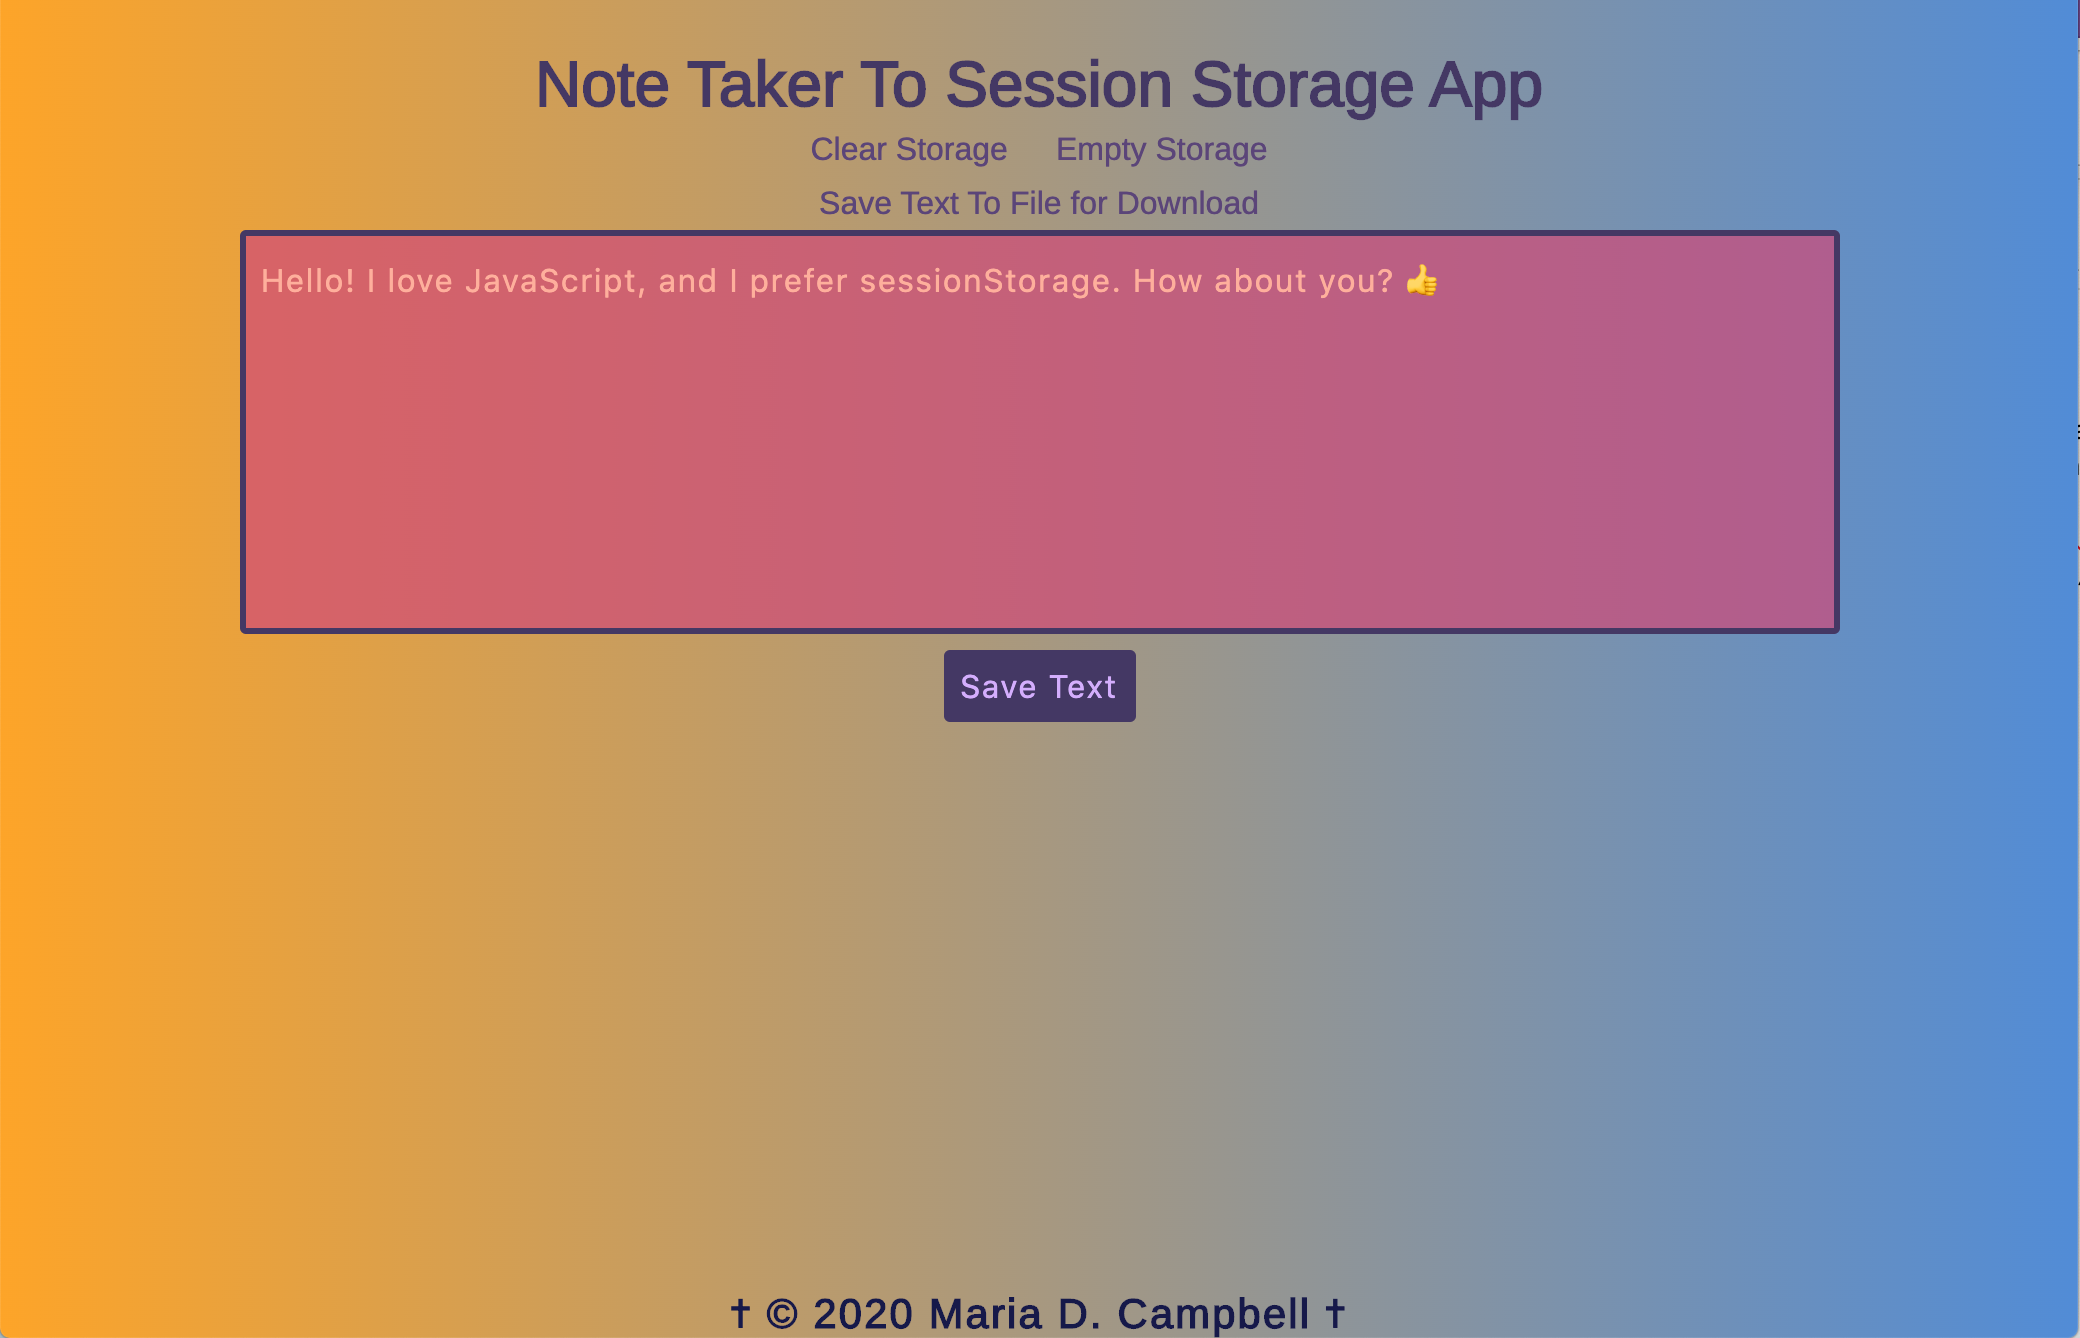 Note Taker To Session Storage App
Clear Storage Empty Storage
Save Text To File for Download
Hello! I love JavaScript, and I prefer sessionStorage. How about you? 👍
Save Text
† © 2020 Maria D. Campbell †